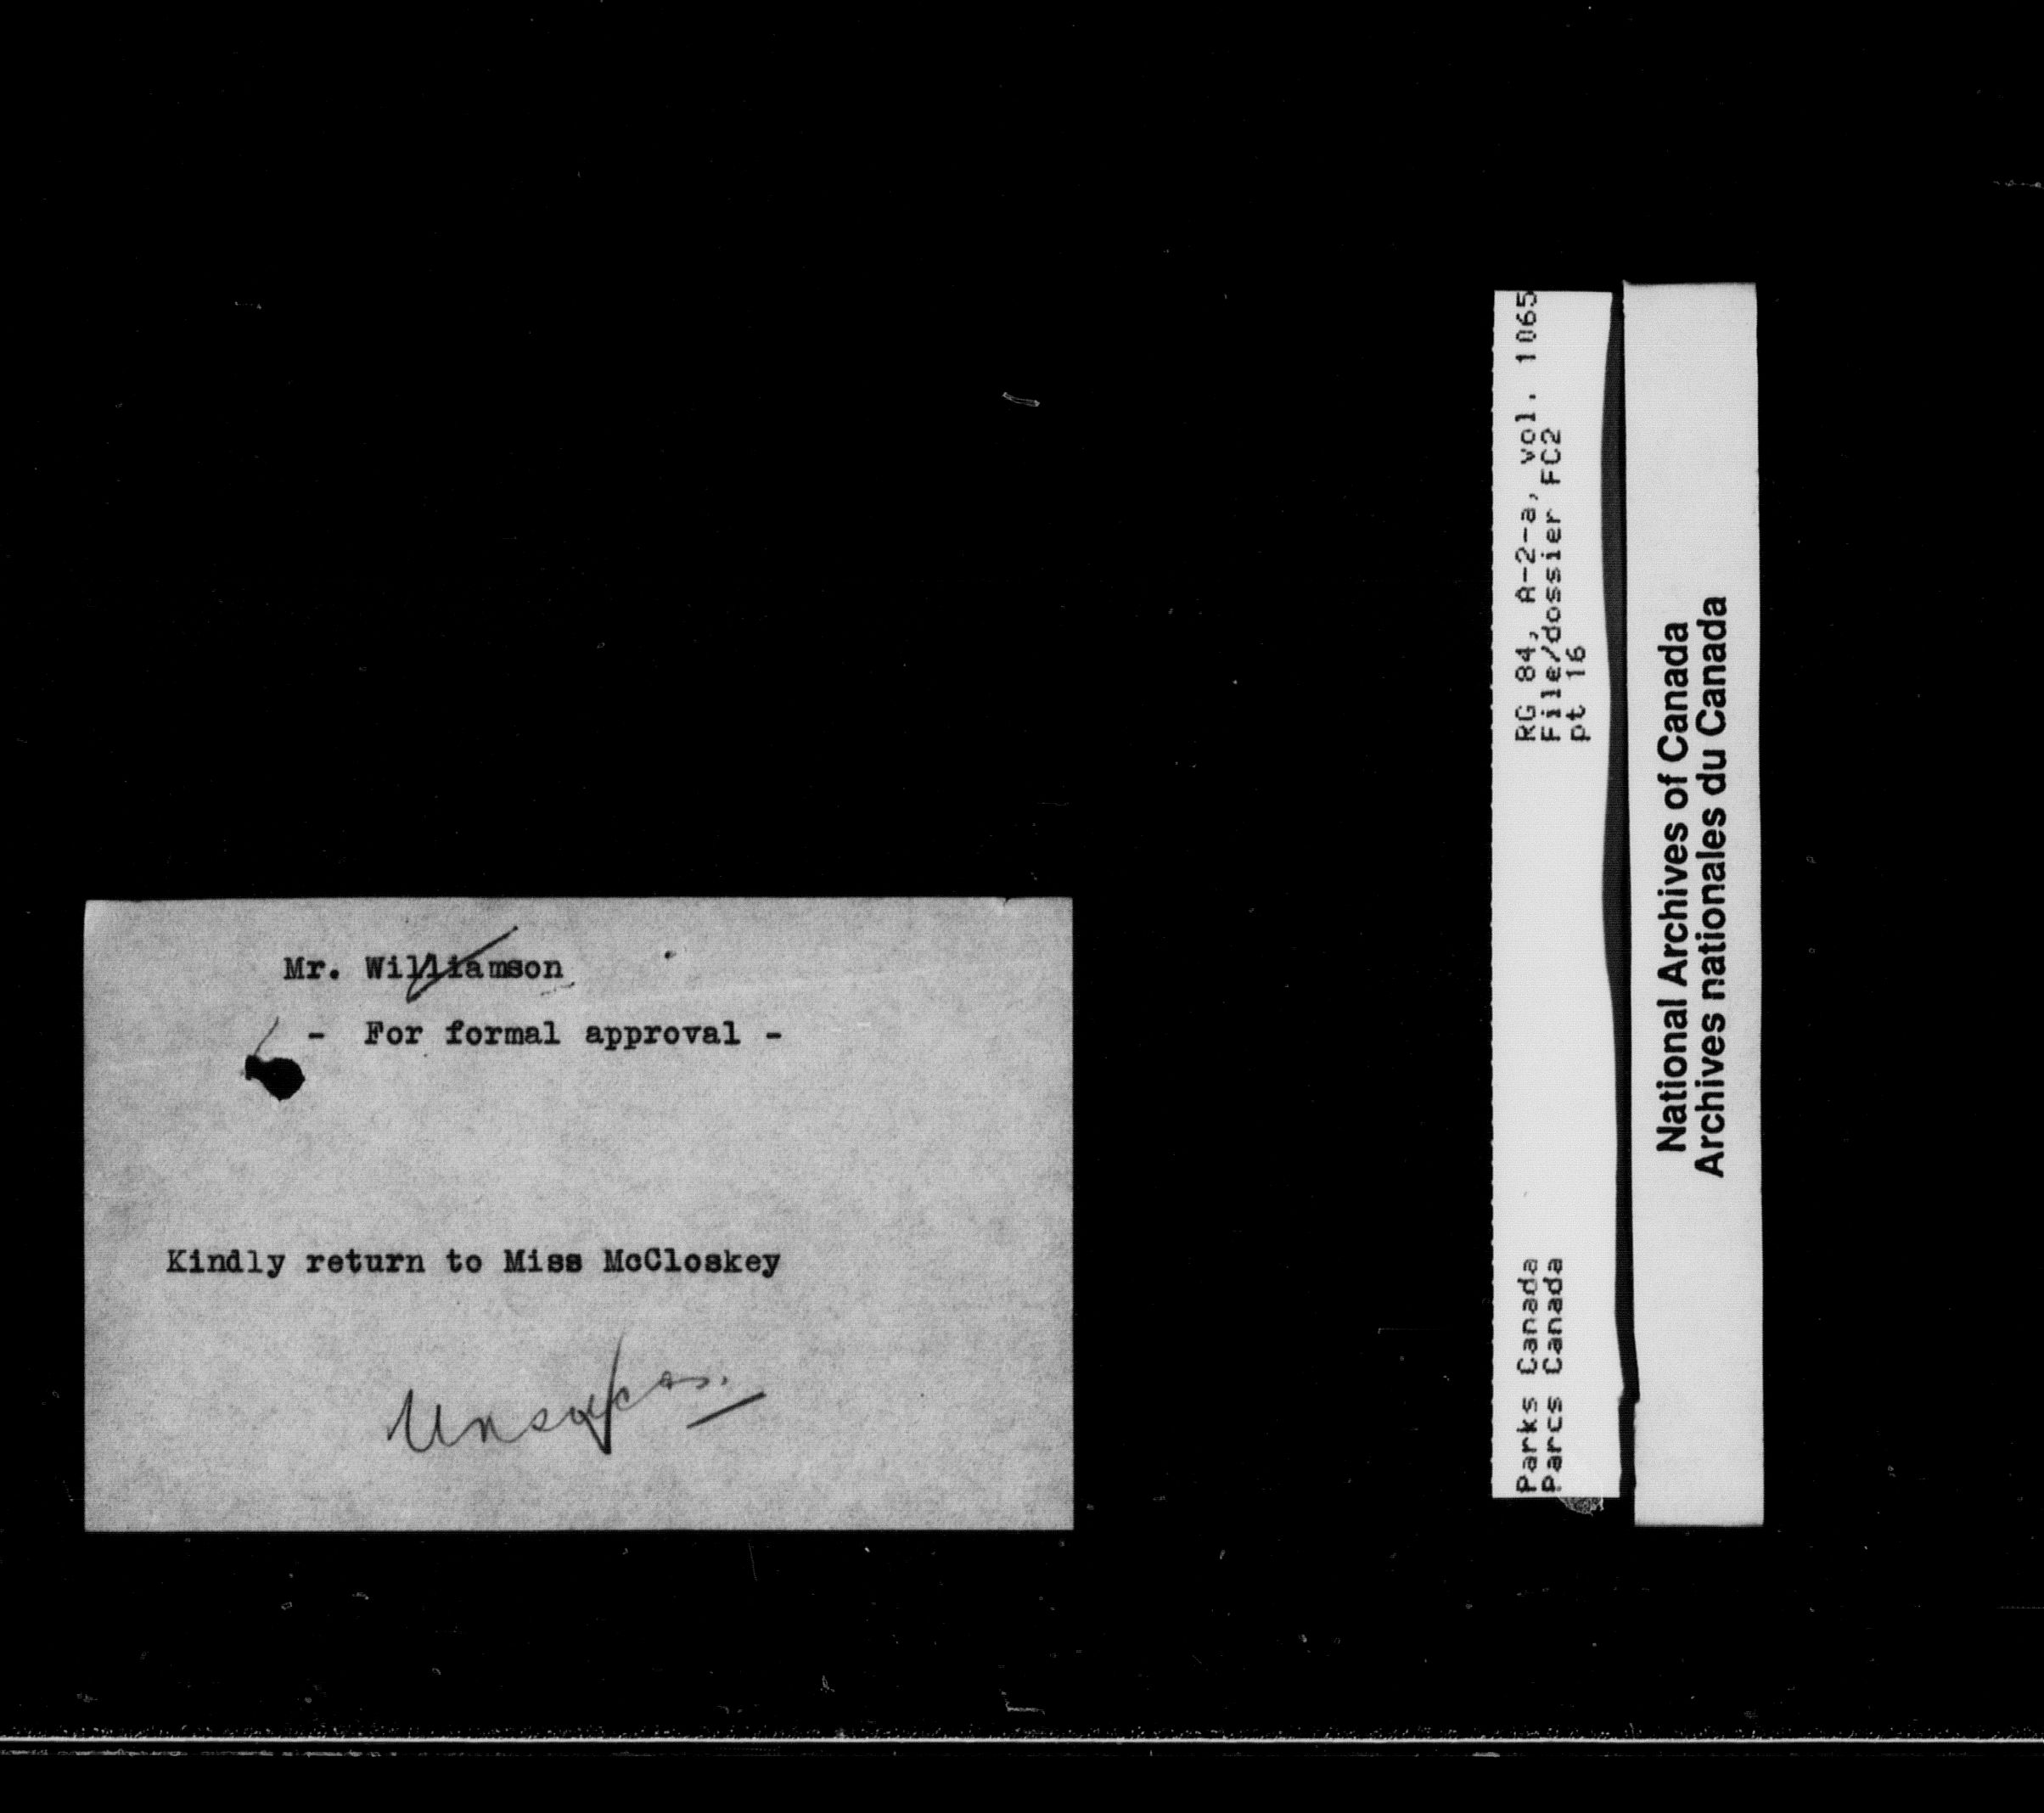 Mr. Williamson
- For formal approval -
Kindly return to Miss McCloskey
RG 84, A-2-a, vol. 1065
File/dossier FC2
pt 16
Parks Canada
Parcs Canada
National Archives of Canada
Archives nationales du Canada